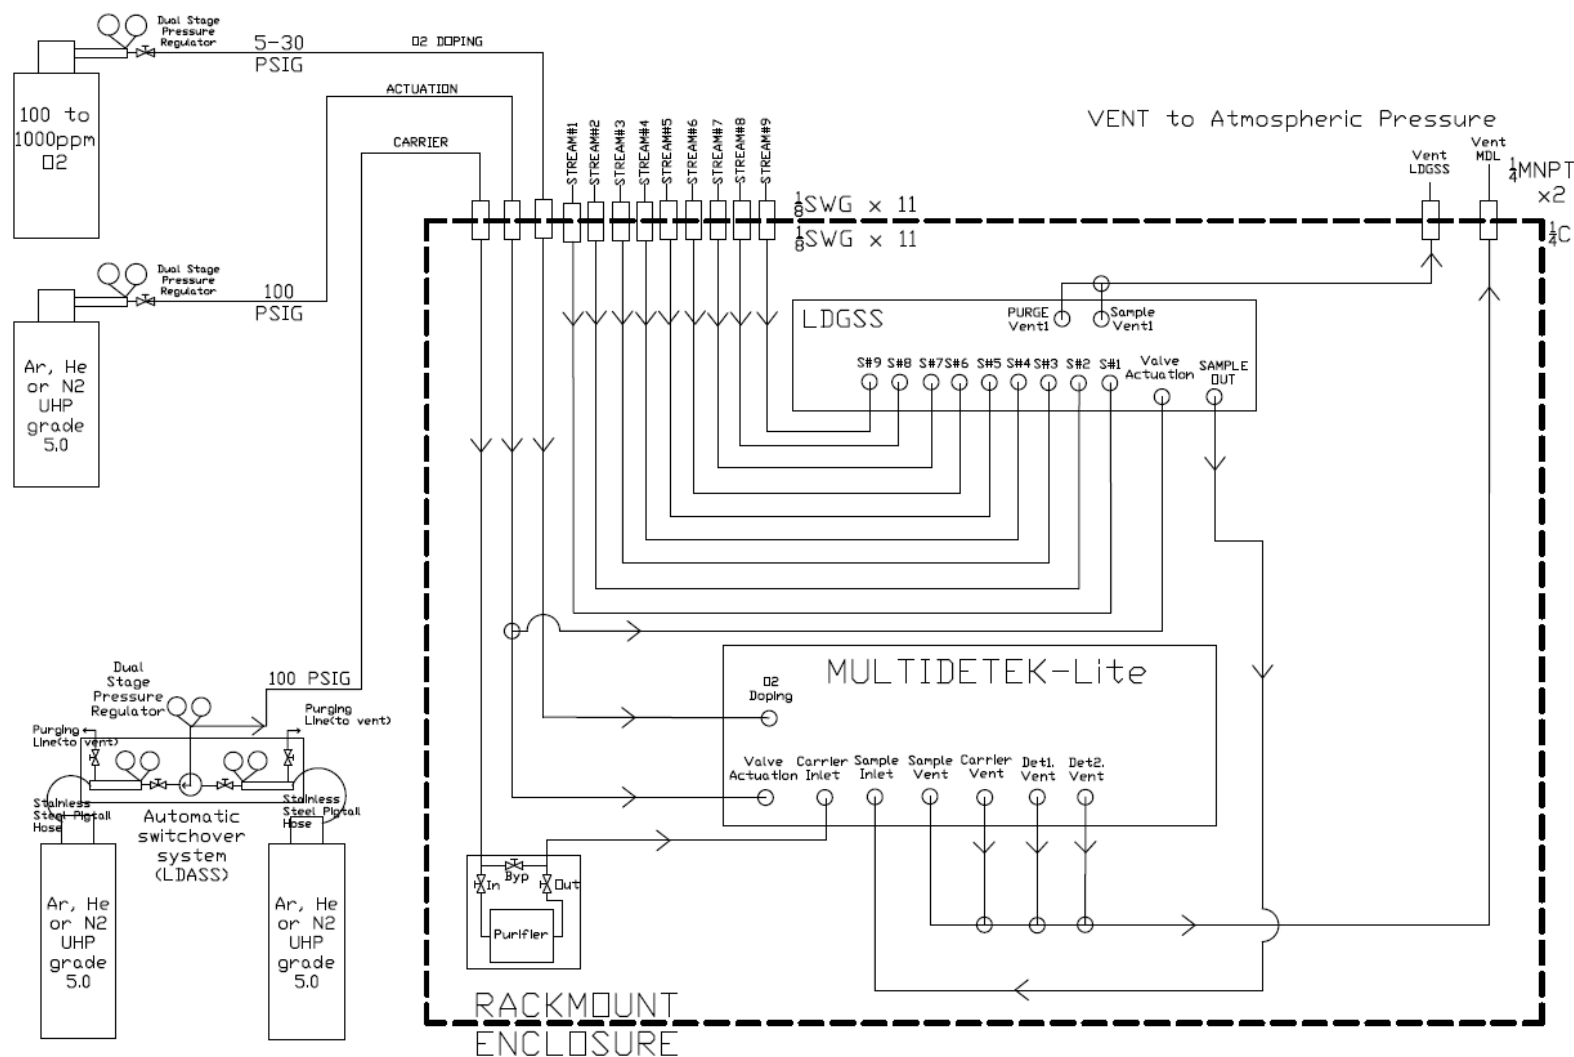 Dual Stage
Pressure
Regulator
5-30
PSIG
O2 DOPING
100 to
1000ppm
O2
ACTUATION
CARRIER
STREAM#1
STREAM#2
STREAM#3
STREAM#4
STREAM#5
STREAM#6
STREAM#7
STREAM#8
STREAM#9
VENT to Atmospheric Pressure
Vent
LDGSS
Vent
MDL
1/4MNPT
x2
1/8SWG x 11
1/8SWG x 11
1/4C
Dual Stage
Pressure
Regulator
100
PSIG
Ar, He
or N2
UHP
grade
5.0
LDGSS
PURGE
Vent1
Sample
Vent1
S#9
S#8
S#7
S#6
S#5
S#4
S#3
S#2
S#1
Valve
Actuation
SAMPLE
OUT
MULTIDETEK-Lite
O2
Doping
Valve
Actuation
Carrier
Inlet
Sample
Inlet
Sample
Vent
Carrier
Vent
Det1.
Vent
Det2.
Vent
Dual
Stage
Pressure
Regulator
100 PSIG
Purging
Line(to vent)
Purging
Line(to vent)
Stainless
Steel Pigtail
Hose
Stainless
Steel Pigtail
Hose
Automatic
switchover
system
(LDASS)
Ar, He
or N2
UHP
grade
5.0
Ar, He
or N2
UHP
grade
5.0
In
Byp
Out
Purifier
RACKMOUNT
ENCLOSURE